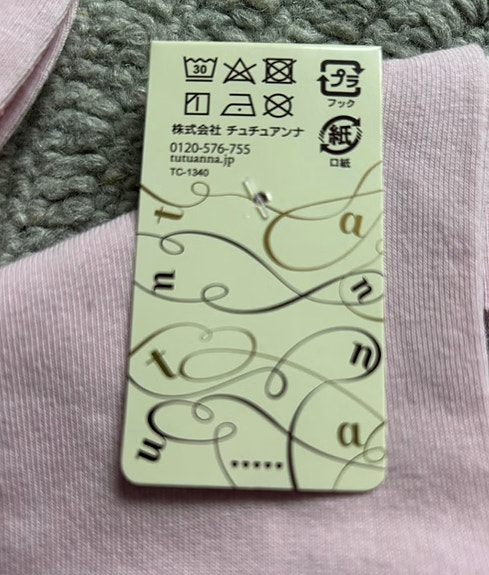 30
プラ
フック
紙
口紙
株式会社 チュチュアンナ
0120-576-755
tutuanna.jp
TC-1340
t
a
u
n
t
n
u
a